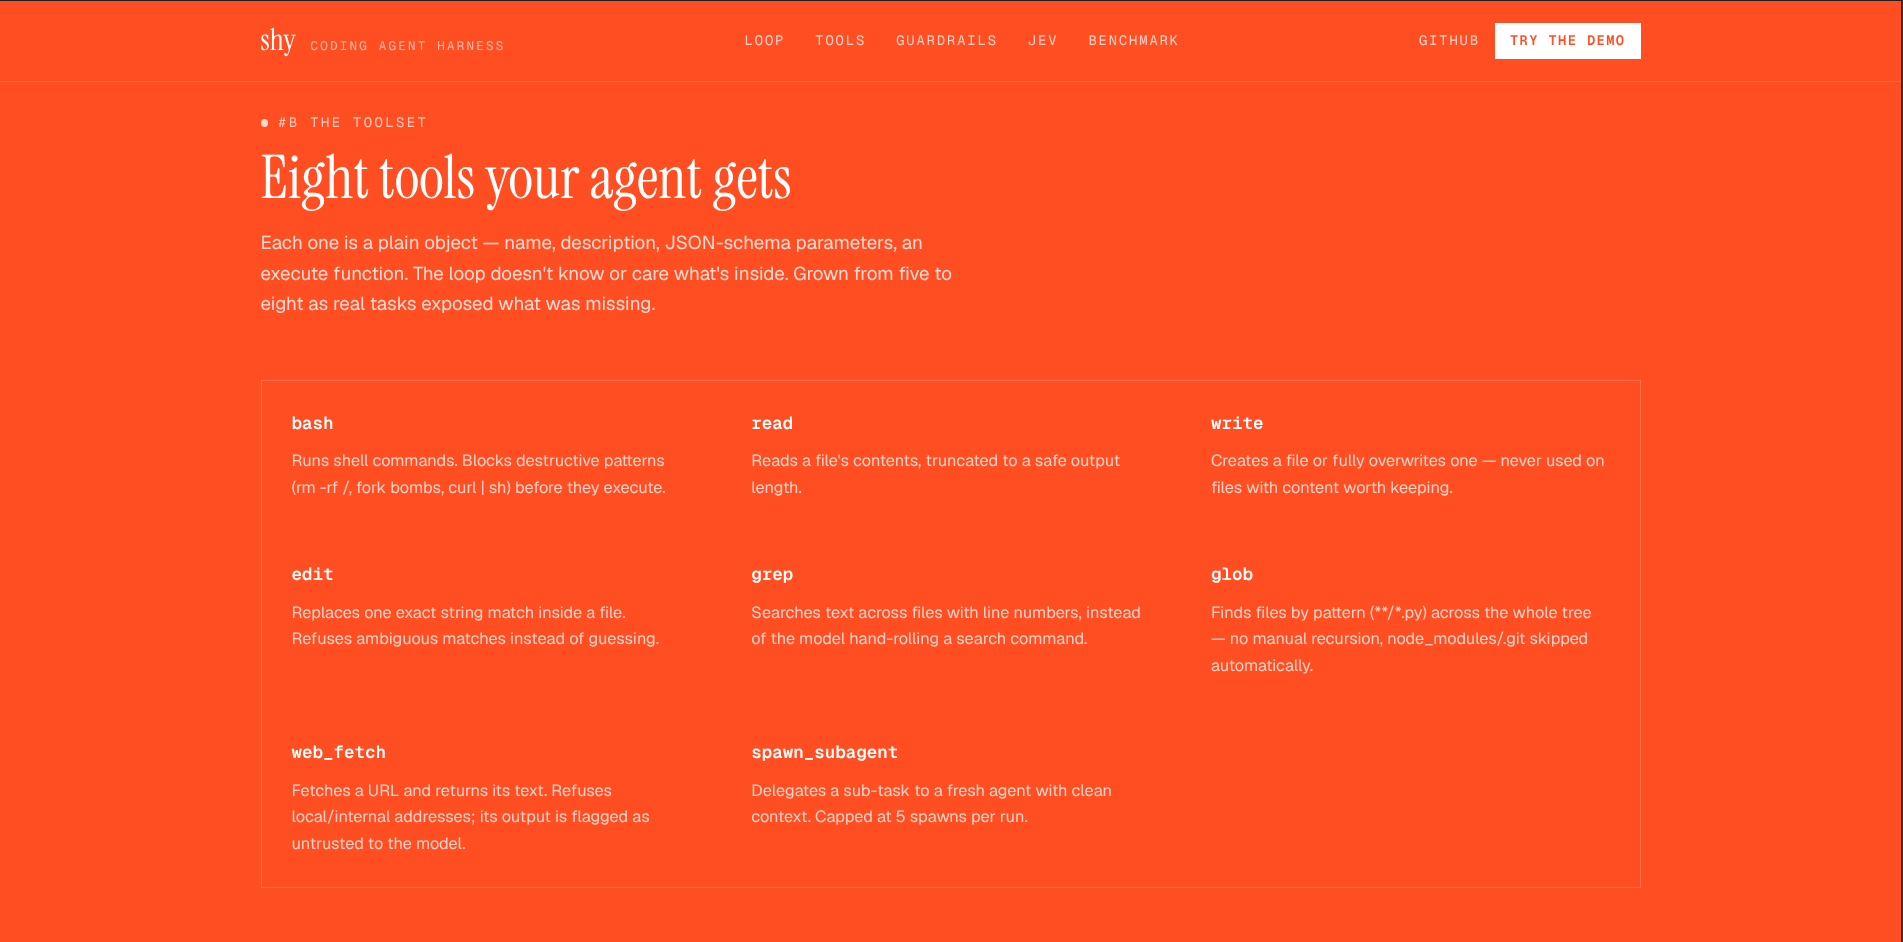 shy CODING AGENT HARNESS
LOOP TOOLS GUARDRAILS JEV BENCHMARK
GITHUB TRY THE DEMO
#B THE TOOLSET
Eight tools your agent gets
Each one is a plain object — name, description, JSON-schema parameters, an
execute function. The loop doesn't know or care what's inside. Grown from five to
eight as real tasks exposed what was missing.
bash
Runs shell commands. Blocks destructive patterns
(rm -rf /, fork bombs, curl | sh) before they execute.
read
Reads a file's contents, truncated to a safe output
length.
write
Creates a file or fully overwrites one — never used on
files with content worth keeping.
edit
Replaces one exact string match inside a file.
Refuses ambiguous matches instead of guessing.
grep
Searches text across files with line numbers, instead
of the model hand-rolling a search command.
glob
Finds files by pattern (**/*.py) across the whole tree
— no manual recursion, node_modules/.git skipped
automatically.
web_fetch
Fetches a URL and returns its text. Refuses
local/internal addresses; its output is flagged as
untrusted to the model.
spawn_subagent
Delegates a sub-task to a fresh agent with clean
context. Capped at 5 spawns per run.